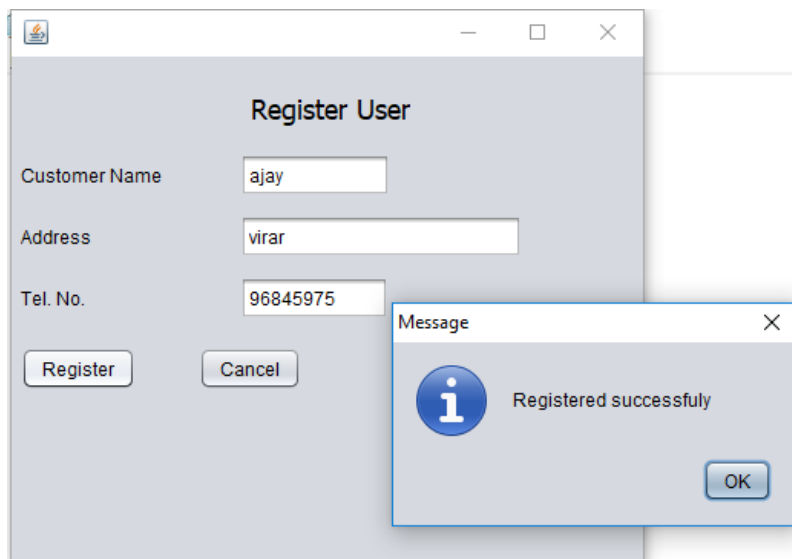 Register User
Customer Name ajay
Address virar
Tel. No. 96845975
Register Cancel
Message
Registered successfuly
OK